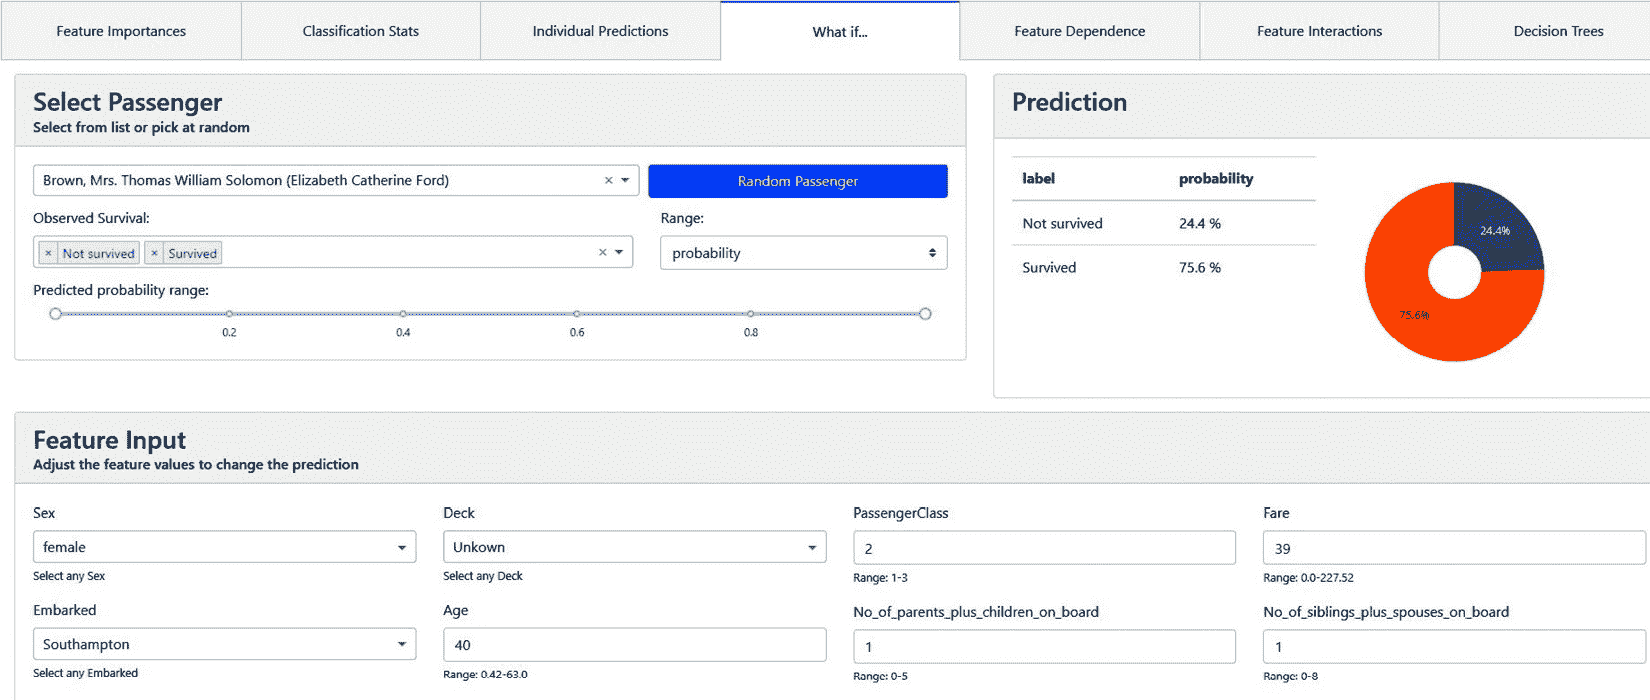 Feature Importances
Classification Stats
Individual Predictions
What if...
Feature Dependence
Feature Interactions
Decision Trees
Select Passenger
Select from list or pick at random
Brown, Mrs. Thomas William Solomon (Elizabeth Catherine Ford)
× 
Random Passenger
Observed Survival:
Range:
× Not survived × Survived ×
probability
Predicted probability range:
0.2 0.4 0.6 0.8
Prediction
label probability
Not survived 24.4 %
Survived 75.6 %
24.4%
75.6%
Feature Input
Adjust the feature values to change the prediction
Sex Deck PassengerClass Fare
female Unkown 2 39
Select any Sex Select any Deck Range: 1-3 Range: 0.0-227.52
Embarked Age No_of_parents_plus_children_on_board No_of_siblings_plus_spouses_on_board
Southampton 40 1 1
Select any Embarked Range: 0.42-63.0 Range: 0-5 Range: 0-8